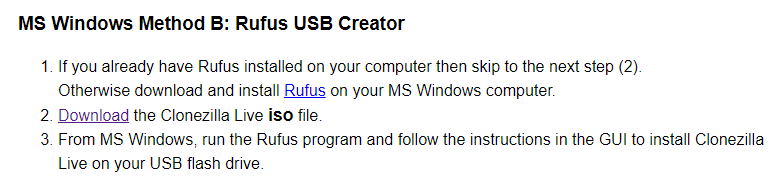 MS Windows Method B: Rufus USB Creator
1. If you already have Rufus installed on your computer then skip to the next step (2).
Otherwise download and install Rufus on your MS Windows computer.
2. Download the Clonezilla Live iso file.
3. From MS Windows, run the Rufus program and follow the instructions in the GUI to install Clonezilla
Live on your USB flash drive.